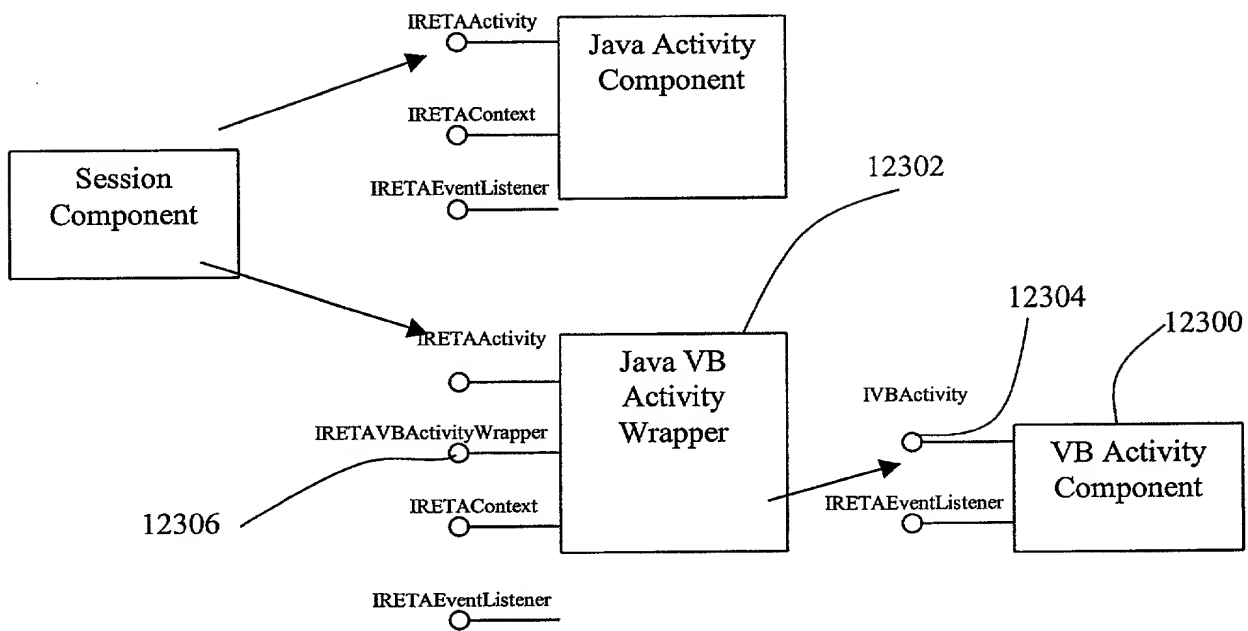 IRETAActivity
Java Activity
Component
IRETAContext
IRETAEventListener
Session
Component
12302
IRETAActivity
Java VB
Activity
Wrapper
IRETAVBActivityWrapper
IRETAContext
12306
IRETAEventListener
12304
12300
IVBActivity
VB Activity
Component
IRETAEventListener